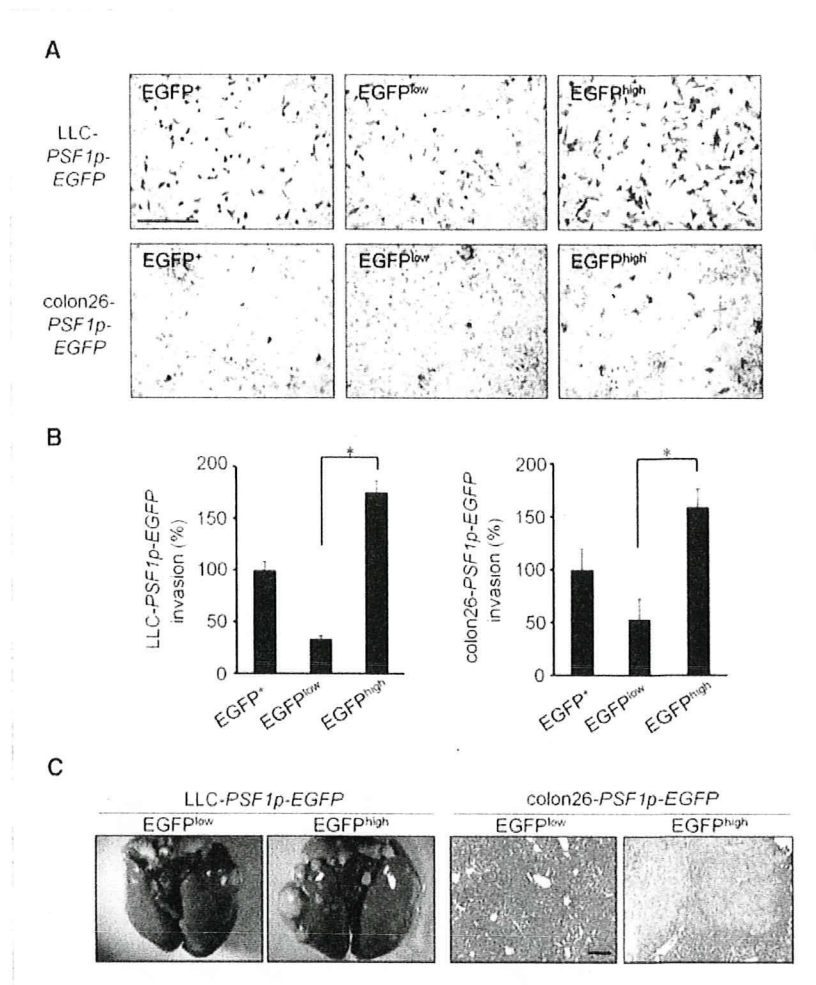 A
LLC-
PSF1p-
EGFP
EGFP⁺
EGFPlow
EGFPhigh
colon26-
PSF1p-
EGFP
EGFP⁺
EGFPlow
EGFPhigh
B
LLC-PSF1p-EGFP
invasion (%)
200
150
100
50
0
*
EGFP⁺
EGFPlow
EGFPhigh
colon26-PSF1p-EGFP
invasion (%)
200
150
100
50
0
*
EGFP⁺
EGFPlow
EGFPhigh
C
LLC-PSF1p-EGFP
EGFPlow
EGFPhigh
colon26-PSF1p-EGFP
EGFPlow
EGFPhigh